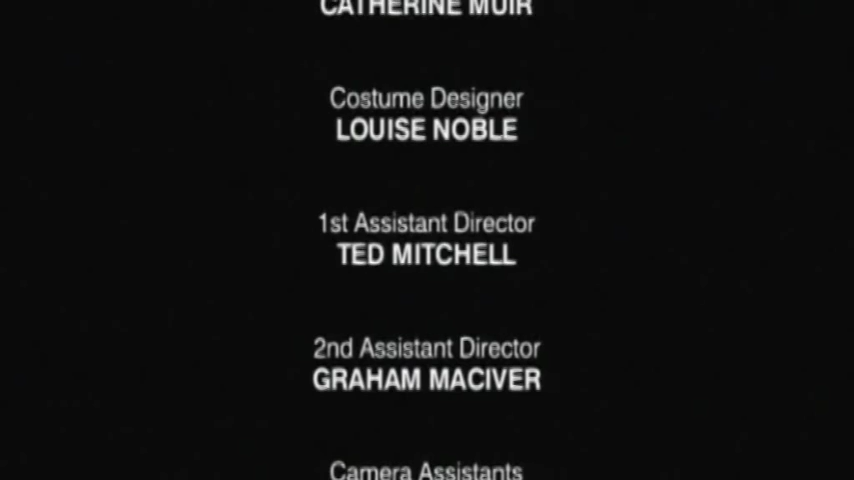 CATHERINE MUIR
Costume Designer
LOUISE NOBLE
1st Assistant Director
TED MITCHELL
2nd Assistant Director
GRAHAM MACIVER
Camera Assistants